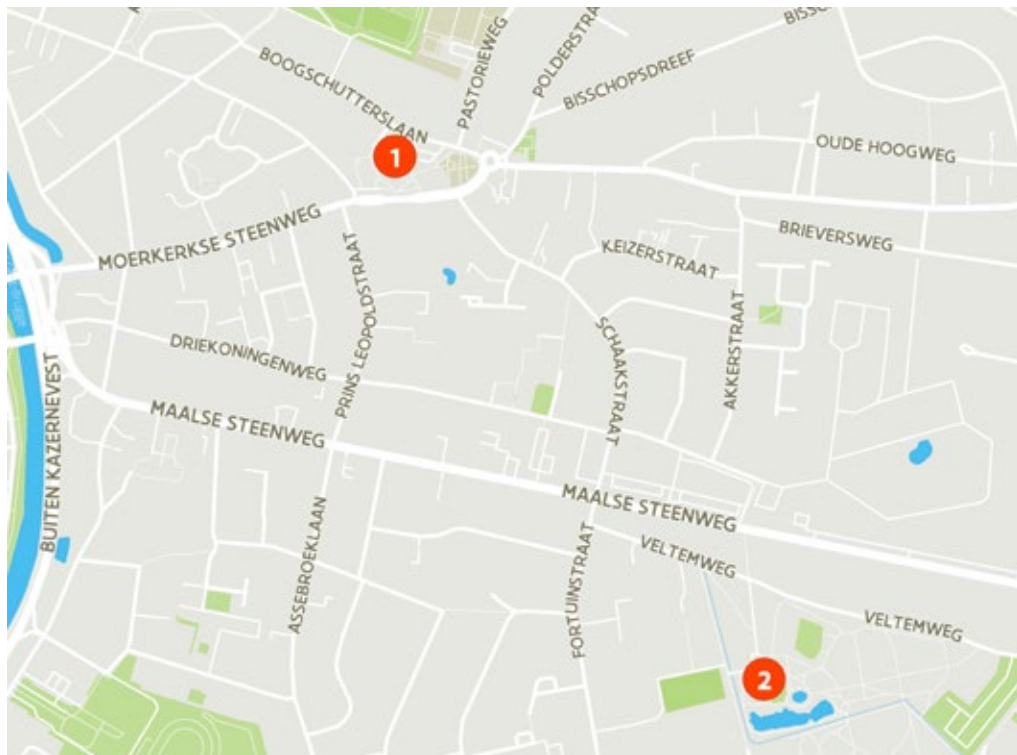 BISSCH
BOOGSCHUTTERSLAAN
PASTORIEWEG
POLDERSTRA
BISSCHOPSDREEF
1
OUDE HOOGWEG
MOERKERKSE STEENWEG
KEIZERSTRAAT
BRIEVERSWEG
PRINS LEOPOLDSTRAAT
DRIEKONINGENWEG
SCHAAKSTRAAT
AKKERSTRAAT
BUITEN KAZERNEVEST
MAALSE STEENWEG
MAALSE STEENWEG
ASSEBROEKLAAN
FORTUINSTRAAT
VELTEMWEG
VELTEMWEG
2